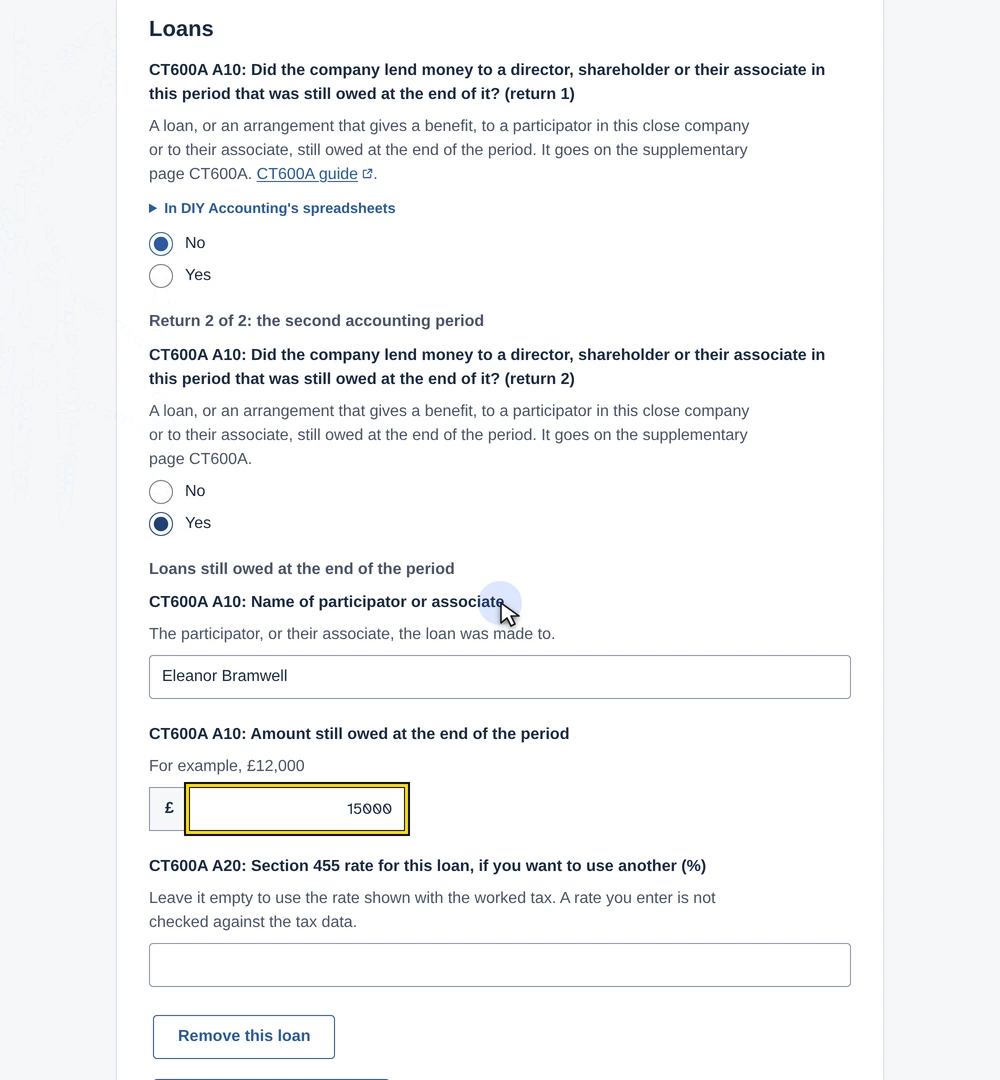 Loans
CT600A A10: Did the company lend money to a director, shareholder or their associate in
this period that was still owed at the end of it? (return 1)
A loan, or an arrangement that gives a benefit, to a participator in this close company
or to their associate, still owed at the end of the period. It goes on the supplementary
page CT600A. CT600A guide.
In DIY Accounting's spreadsheets
No
Yes
Return 2 of 2: the second accounting period
CT600A A10: Did the company lend money to a director, shareholder or their associate in
this period that was still owed at the end of it? (return 2)
A loan, or an arrangement that gives a benefit, to a participator in this close company
or to their associate, still owed at the end of the period. It goes on the supplementary
page CT600A.
No
Yes
Loans still owed at the end of the period
CT600A A10: Name of participator or associate
The participator, or their associate, the loan was made to.
Eleanor Bramwell
CT600A A10: Amount still owed at the end of the period
For example, £12,000
£ 15000
CT600A A20: Section 455 rate for this loan, if you want to use another (%)
Leave it empty to use the rate shown with the worked tax. A rate you enter is not
checked against the tax data.
Remove this loan